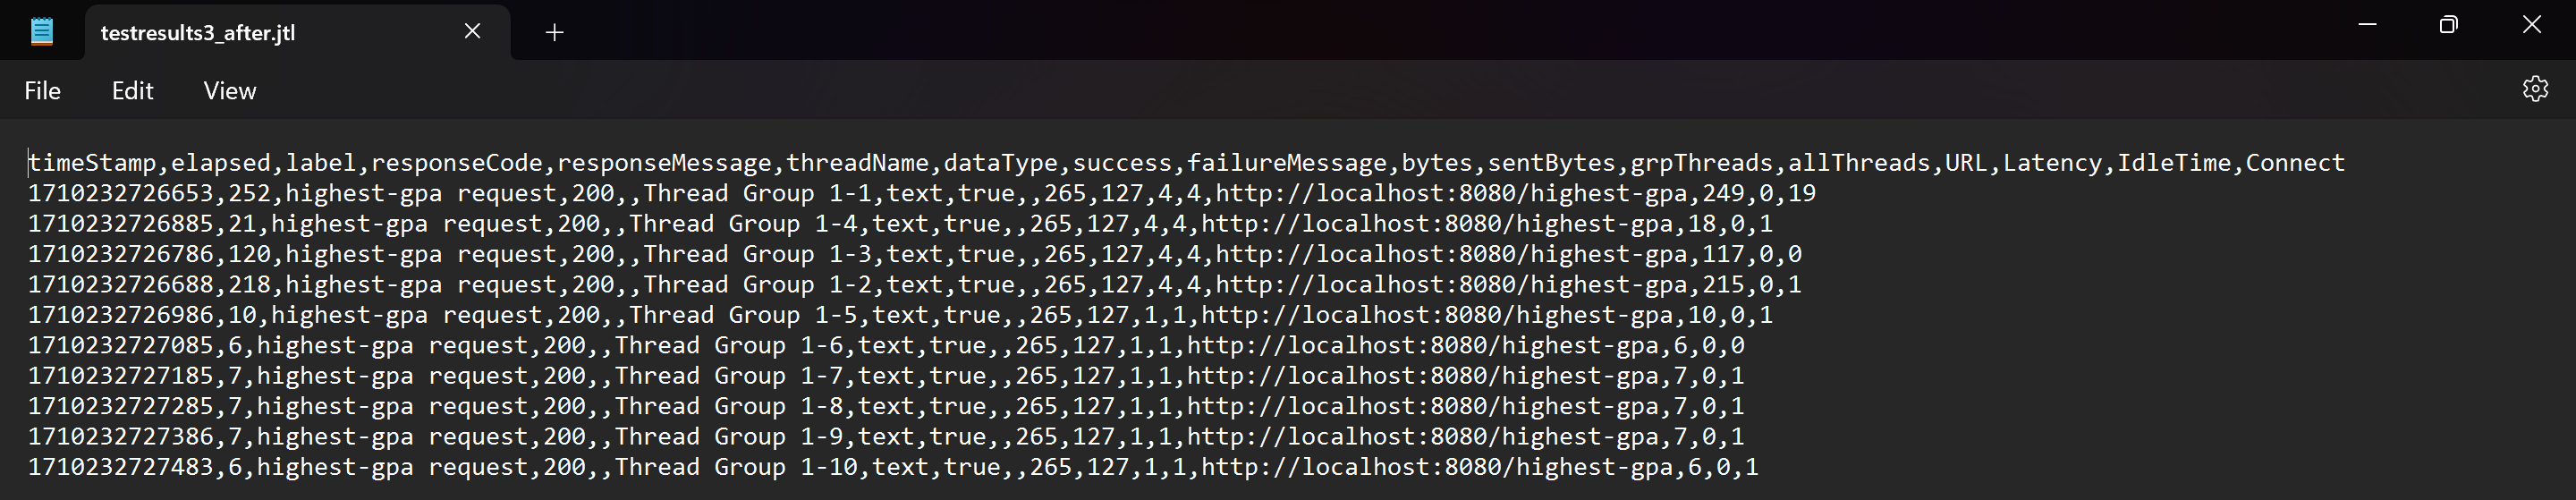 testresults3_after.jtl
File Edit View
timeStamp,elapsed,label,responseCode,responseMessage,threadName,dataType,success,failureMessage,bytes,sentBytes,grpThreads,allThreads,URL,Latency,IdleTime,Connect
1710232726653,252,highest-gpa request,200,,Thread Group 1-1,text,true,,265,127,4,4,http://localhost:8080/highest-gpa,249,0,19
1710232726885,21,highest-gpa request,200,,Thread Group 1-4,text,true,,265,127,4,4,http://localhost:8080/highest-gpa,18,0,1
1710232726786,120,highest-gpa request,200,,Thread Group 1-3,text,true,,265,127,4,4,http://localhost:8080/highest-gpa,117,0,0
1710232726688,218,highest-gpa request,200,,Thread Group 1-2,text,true,,265,127,4,4,http://localhost:8080/highest-gpa,215,0,1
1710232726986,10,highest-gpa request,200,,Thread Group 1-5,text,true,,265,127,1,1,http://localhost:8080/highest-gpa,10,0,1
1710232727085,6,highest-gpa request,200,,Thread Group 1-6,text,true,,265,127,1,1,http://localhost:8080/highest-gpa,6,0,0
1710232727185,7,highest-gpa request,200,,Thread Group 1-7,text,true,,265,127,1,1,http://localhost:8080/highest-gpa,7,0,1
1710232727285,7,highest-gpa request,200,,Thread Group 1-8,text,true,,265,127,1,1,http://localhost:8080/highest-gpa,7,0,1
1710232727386,7,highest-gpa request,200,,Thread Group 1-9,text,true,,265,127,1,1,http://localhost:8080/highest-gpa,7,0,1
1710232727483,6,highest-gpa request,200,,Thread Group 1-10,text,true,,265,127,1,1,http://localhost:8080/highest-gpa,6,0,1